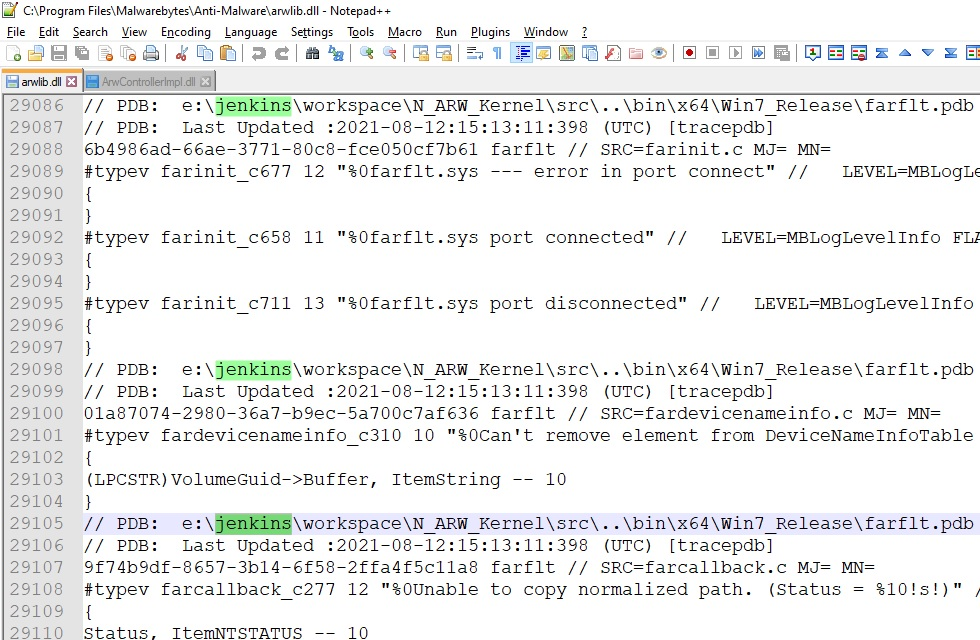 C:\Program Files\Malwarebytes\Anti-Malware\arwlib.dll - Notepad++
File Edit Search View Encoding Language Settings Tools Macro Run Plugins Window ?
arwlib.dll ArwControllerImpl.dll
29086 // PDB: e:\jenkins\workspace\N_ARW_Kernel\src\..\bin\x64\Win7_Release\farflt.pdb
29087 // PDB: Last Updated :2021-08-12:15:13:11:398 (UTC) [tracepdb]
29088 6b4986ad-66ae-3771-80c8-fce050cf7b61 farflt // SRC=farinit.c MJ= MN=
29089 #typev farinit_c677 12 "%0farflt.sys --- error in port connect" // LEVEL=MBLogLe
29090 {
29091 }
29092 #typev farinit_c658 11 "%0farflt.sys port connected" // LEVEL=MBLogLevelInfo FLA
29093 {
29094 }
29095 #typev farinit_c711 13 "%0farflt.sys port disconnected" // LEVEL=MBLogLevelInfo
29096 {
29097 }
29098 // PDB: e:\jenkins\workspace\N_ARW_Kernel\src\..\bin\x64\Win7_Release\farflt.pdb
29099 // PDB: Last Updated :2021-08-12:15:13:11:398 (UTC) [tracepdb]
29100 01a87074-2980-36a7-b9ec-5a700c7af636 farflt // SRC=fardevicenameinfo.c MJ= MN=
29101 #typev fardevicenameinfo_c310 10 "%0Can't remove element from DeviceNameInfoTable
29102 {
29103 (LPCSTR)VolumeGuid->Buffer, ItemString -- 10
29104 }
29105 // PDB: e:\jenkins\workspace\N_ARW_Kernel\src\..\bin\x64\Win7_Release\farflt.pdb
29106 // PDB: Last Updated :2021-08-12:15:13:11:398 (UTC) [tracepdb]
29107 9f74b9df-8657-3b14-6f58-2ffa4f5c11a8 farflt // SRC=farcallback.c MJ= MN=
29108 #typev farcallback_c277 12 "%0Unable to copy normalized path. (Status = %10!s!)" /
29109 {
29110 Status, ItemNTSTATUS -- 10